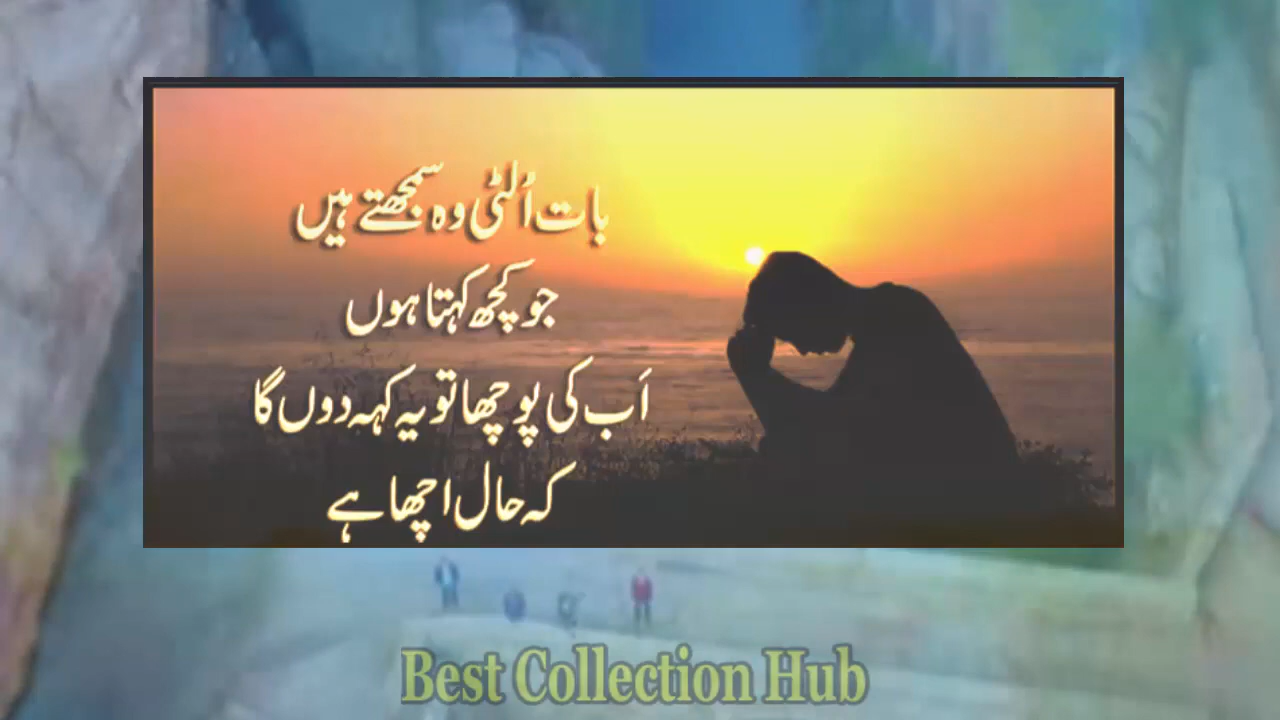 بات اُلٹی وہ سمجھتے ہیں
جو کچھ کہتا ہوں
اَب کی پوچھا تو یہ کہہ دوں گا
کہ حال اچھا ہے
Best Collection Hub